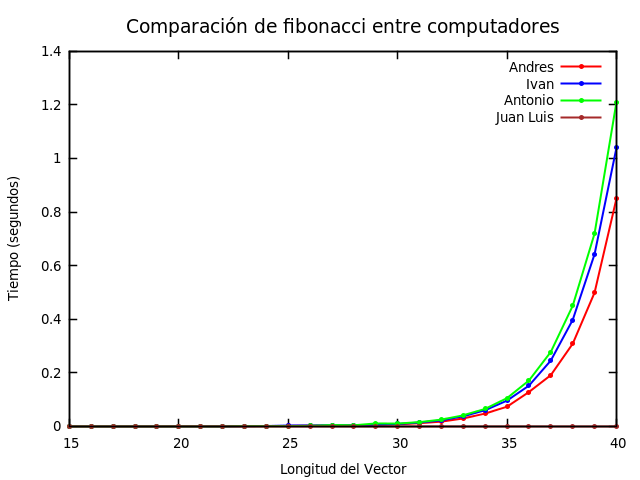 Comparación de fibonacci entre computadores
1.4
1.2
1
0.8
0.6
0.4
0.2
0
Tiempo (segundos)
Andres
Ivan
Antonio
Juan Luis
15 20 25 30 35 40
Longitud del Vector